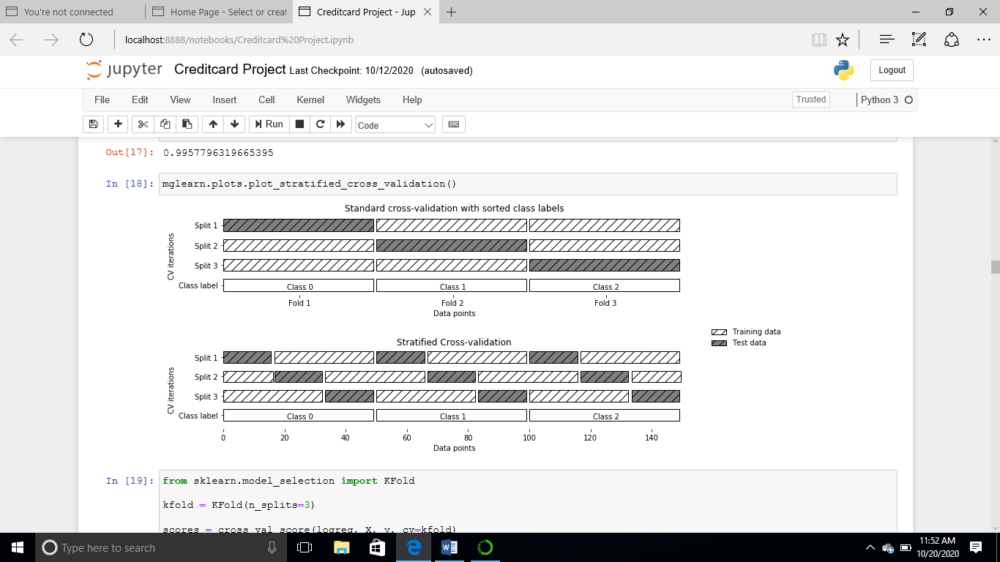 You're not connected
Home Page - Select or creat
Creditcard Project - Jup
localhost:8888/notebooks/Creditcard%20Project.ipynb
jupyter Creditcard Project Last Checkpoint: 10/12/2020 (autosaved)
Logout
File Edit View Insert Cell Kernel Widgets Help
Trusted
Python 3
Run
Code
Out[17]: 0.9957796319665395
In [18]: mglearn.plots.plot_stratified_cross_validation()
Standard cross-validation with sorted class labels
CV iterations
Split 1
Split 2
Split 3
Class label Class 0 Class 1 Class 2
Fold 1 Fold 2 Fold 3
Data points
Training data
Test data
Stratified Cross-validation
CV iterations
Split 1
Split 2
Split 3
Class label Class 0 Class 1 Class 2
0 20 40 60 80 100 120 140
Data points
In [19]: from sklearn.model_selection import KFold
kfold = KFold(n_splits=3)
scores = cross_val_score(logreg, X, y, cv=kfold)
Type here to search
11:52 AM
10/20/2020